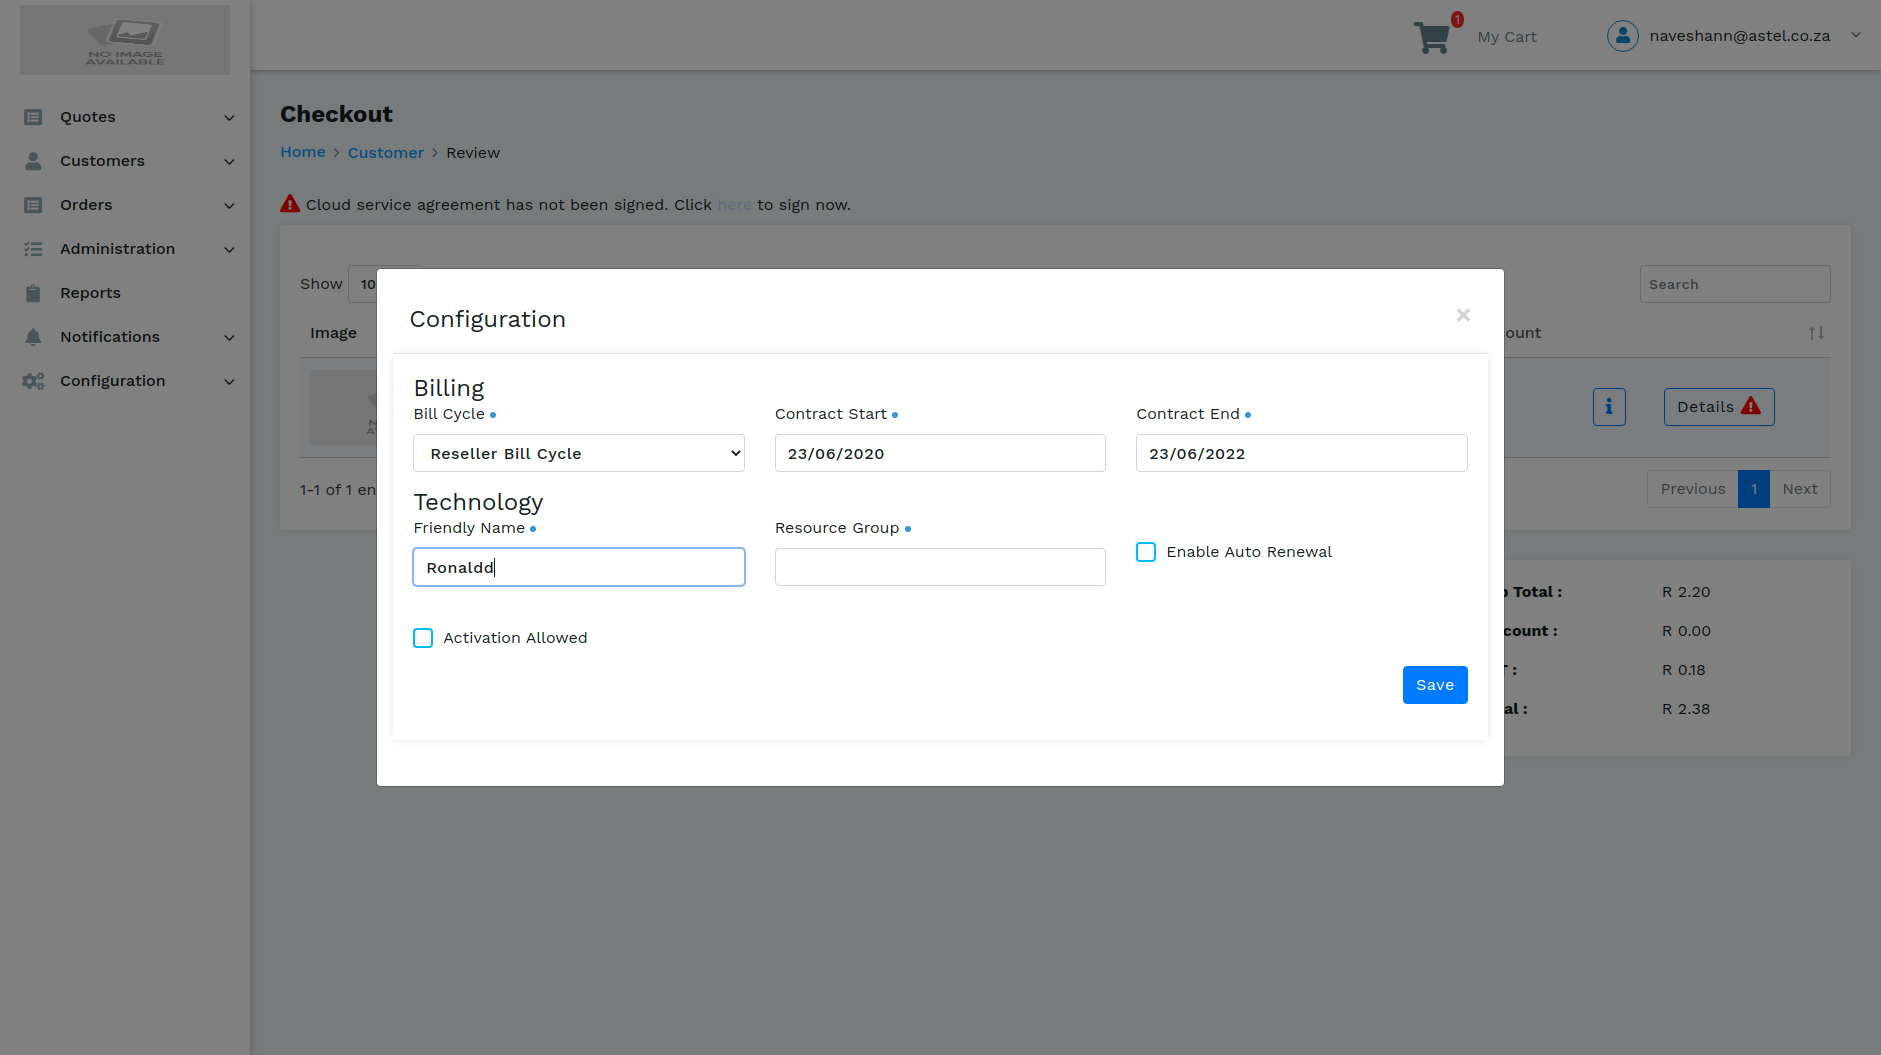 NO IMAGE
AVAILABLE
1
My Cart
naveshann@astel.co.za
Quotes
Customers
Orders
Administration
Reports
Notifications
Configuration
Checkout
Home > Customer > Review
Cloud service agreement has not been signed. Click here to sign now.
Show 10
Search
Image
ount
Details
1-1 of 1 en
Previous 1 Next
Total : R 2.20
count : R 0.00
: R 0.18
al : R 2.38
Configuration
×
Billing
Bill Cycle
Contract Start
Contract End
Reseller Bill Cycle
23/06/2020
23/06/2022
Technology
Friendly Name
Resource Group
Ronaldd
Enable Auto Renewal
Activation Allowed
Save